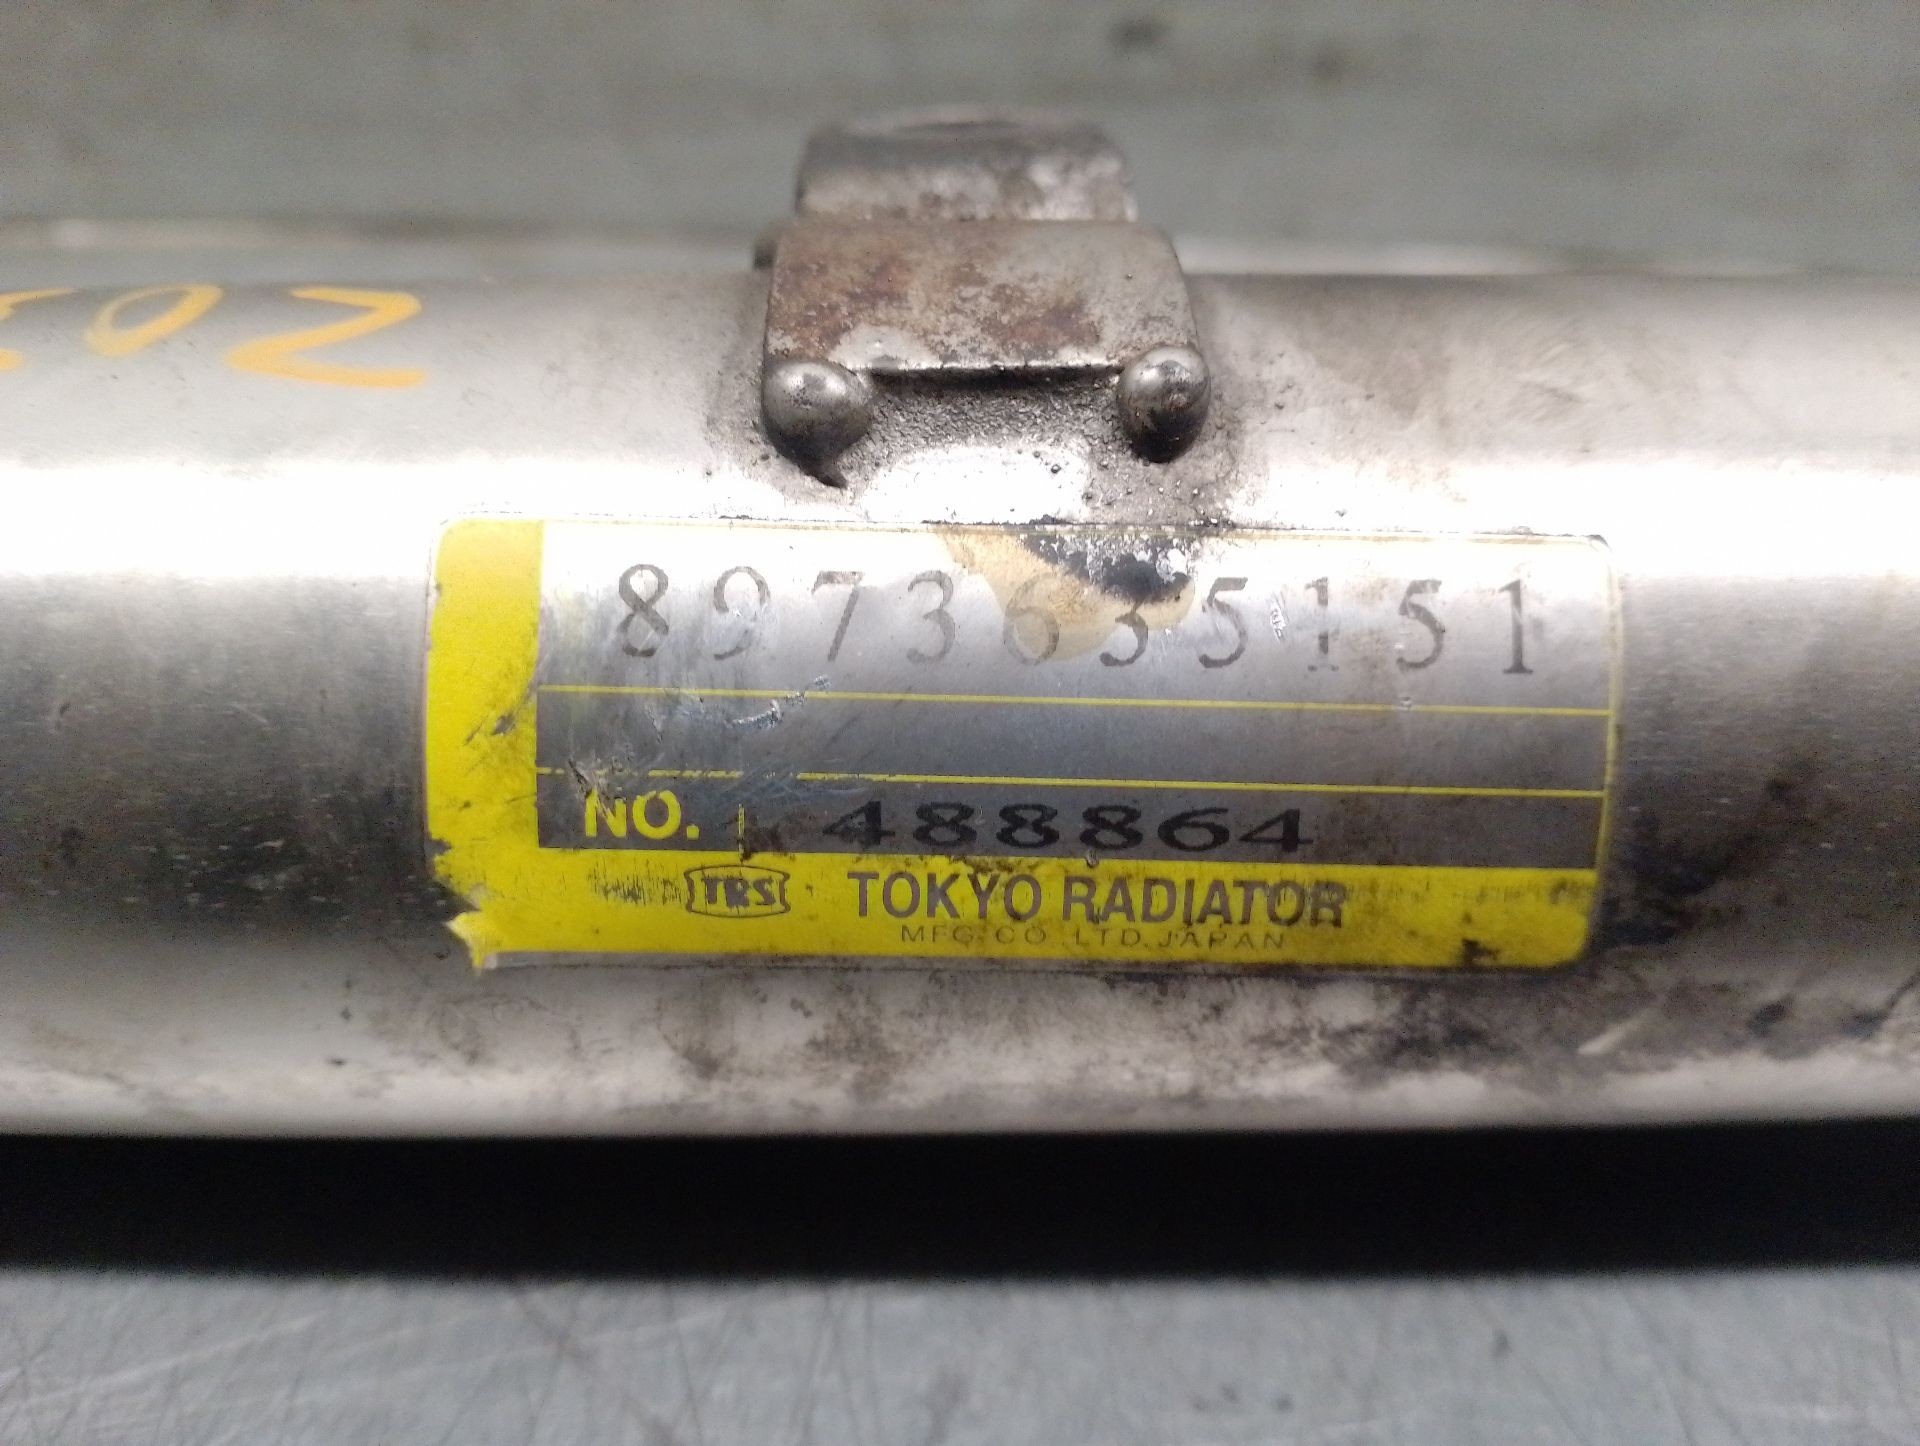 8973635151
NO. 488864
TRS TOKYO RADIATOR
MFG. CO., LTD. JAPAN